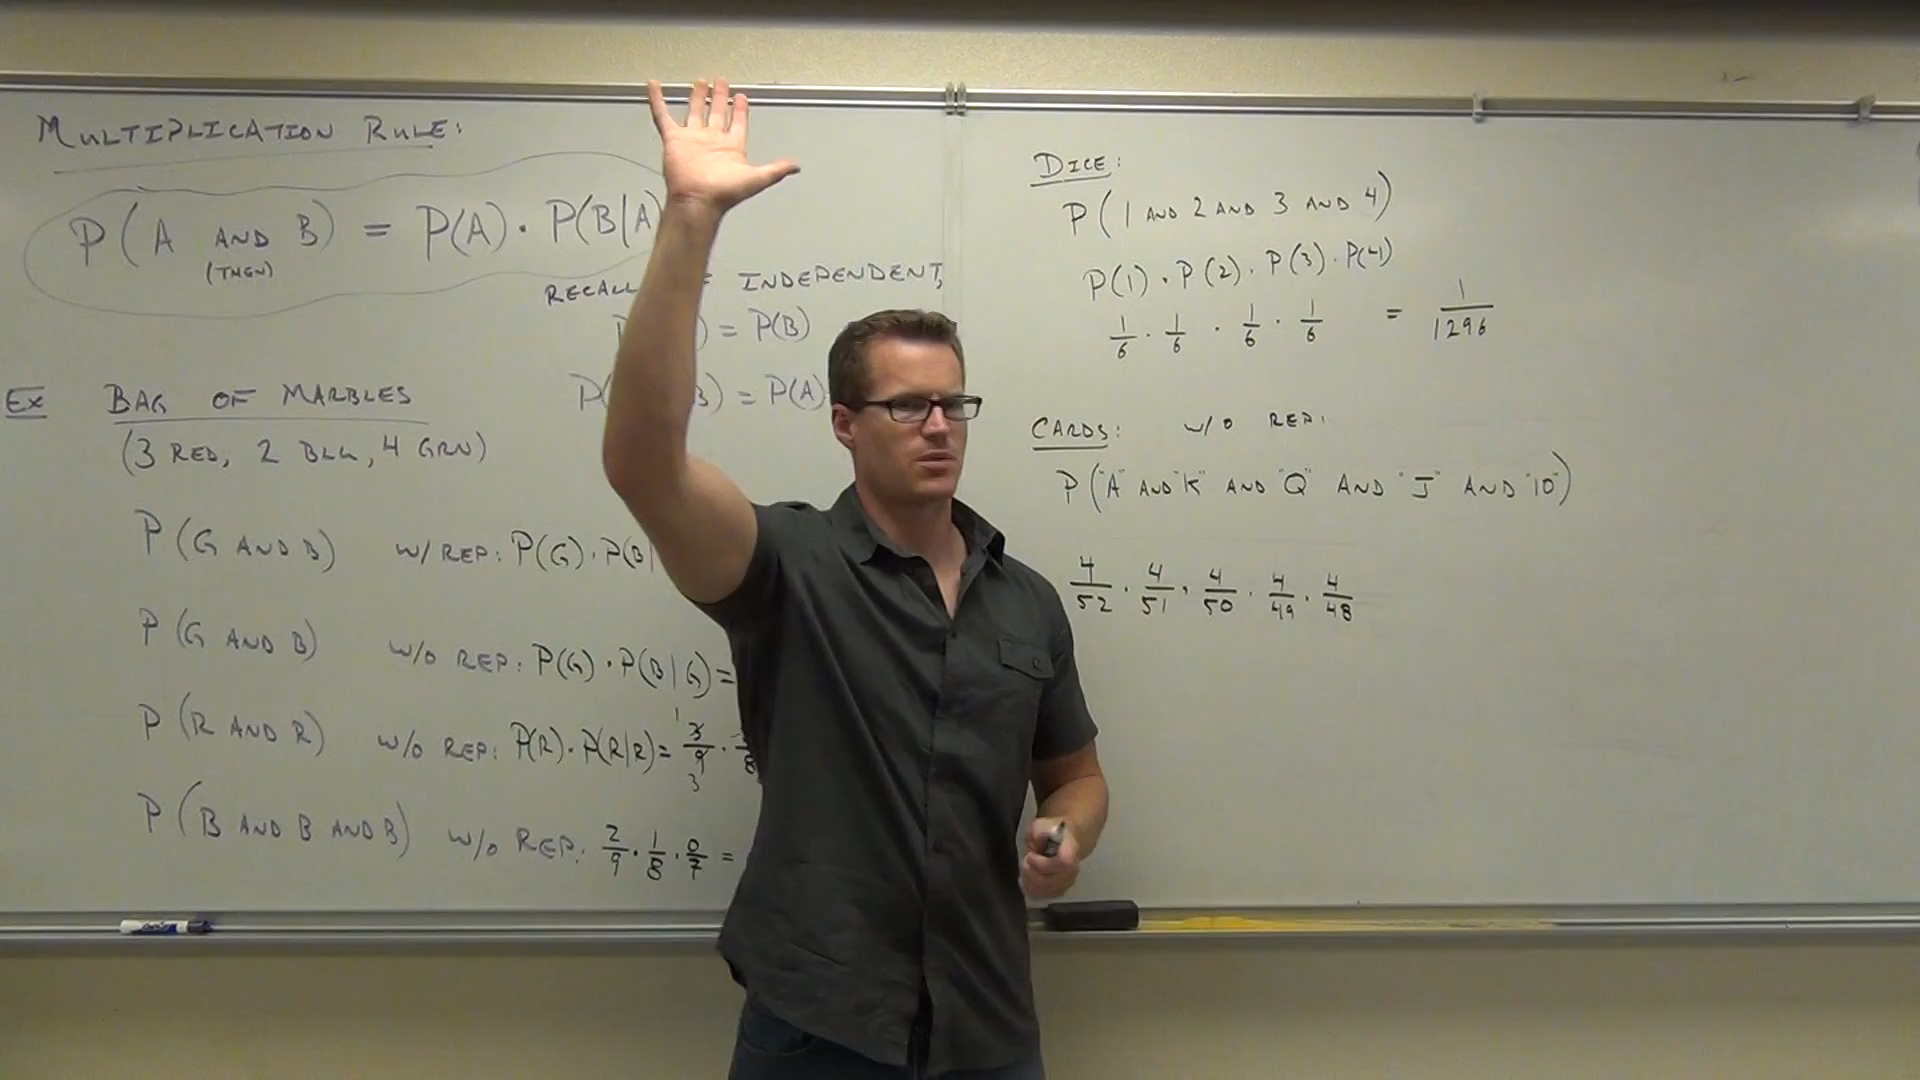 MULTIPLICATION RULE:
P(A AND B) = P(A) · P(B|A)
(THEN)
RECALL INDEPENDENT,
= P(B)
= P(A)
EX BAG OF MARBLES
(3 RED, 2 BLU, 4 GRN)
P(G AND B) W/ REP: P(G) · P(B|
P(G AND B) W/O REP: P(G) · P(B|G) =
P(R AND R) W/O REP: P(R) · P(R|R) = 3/9 ·
P(B AND B AND B) W/O REP: 2/9 · 1/8 · 0/7 =
DICE:
P(1 AND 2 AND 3 AND 4)
P(1) · P(2) · P(3) · P(4)
1/6 · 1/6 · 1/6 · 1/6 = 1/1296
CARDS: W/O REP.
P("A" AND "K" AND "Q" AND "J" AND "10")
4/52 · 4/51 · 4/50 · 4/49 · 4/48